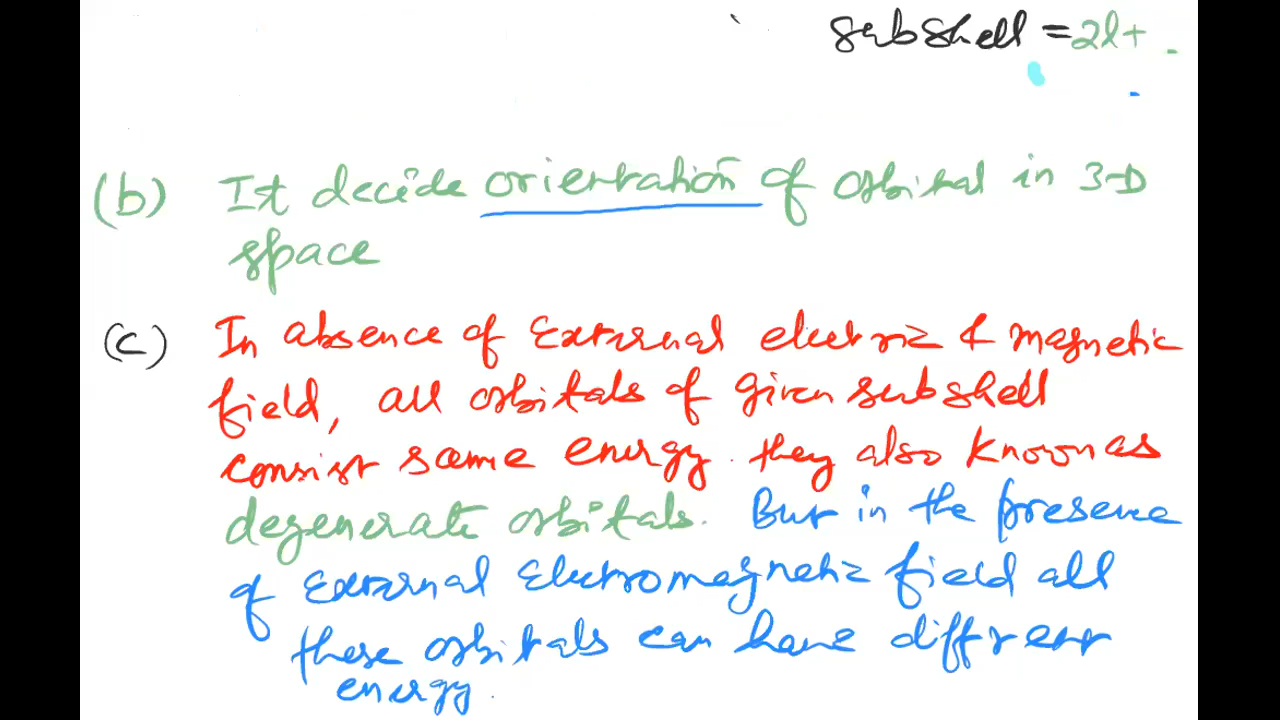 subshell = 2l+
(b) It decide orientation of orbital in 3-D
space
(c) In absence of External electric & magnetic
field, all orbitals of given subshell
consist same energy. they also known as
degenerate orbitals. But in the presence
of External Electromagnetic field all
these orbitals can have different
energy.